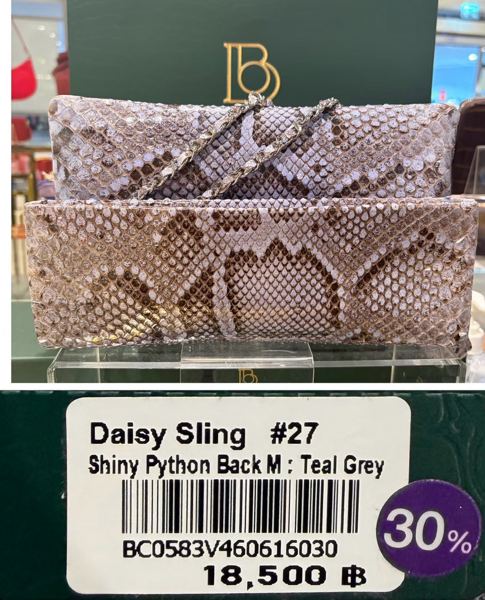 B
B
Daisy Sling #27
Shiny Python Back M : Teal Grey
BC0583V460616030
18,500 ฿
30%